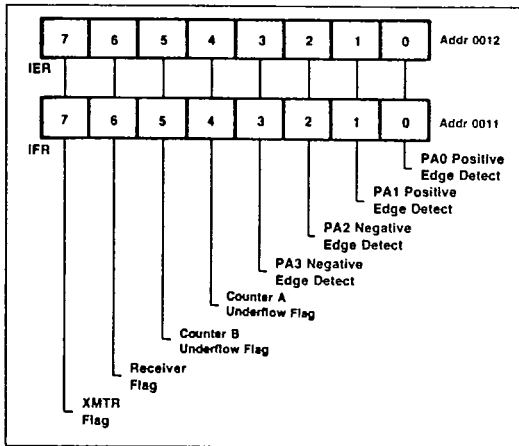 7 6 5 4 3 2 1 0 Addr 0012
IER
7 6 5 4 3 2 1 0 Addr 0011
IFR
PA0 Positive
Edge Detect
PA1 Positive
Edge Detect
PA2 Negative
Edge Detect
PA3 Negative
Edge Detect
Counter A
Underflow Flag
Counter B
Underflow Flag
Receiver
Flag
XMTR
Flag